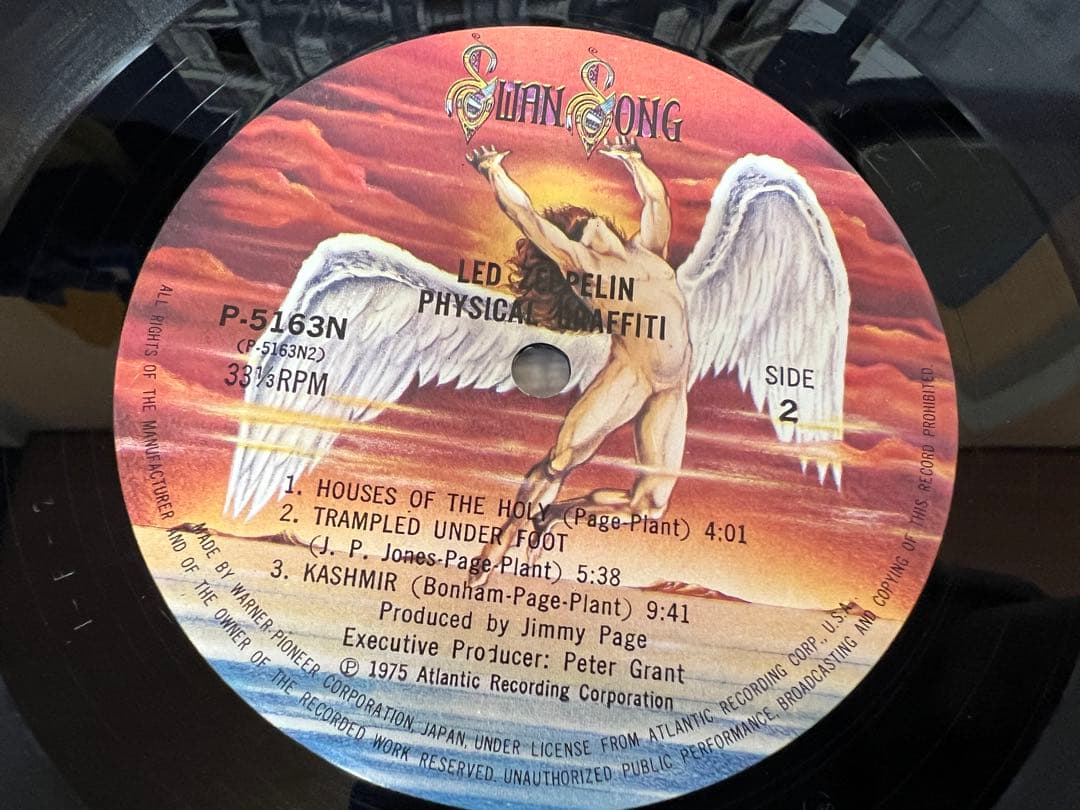 SWAN SONG
LED ZEPPELIN
PHYSICAL GRAFFITI
P-5163N
(P-5163N2)
33⅓RPM
SIDE
2
1. HOUSES OF THE HOLY (Page-Plant) 4:01
2. TRAMPLED UNDER FOOT
(J. P. Jones-Page-Plant) 5:38
3. KASHMIR (Bonham-Page-Plant) 9:41
Produced by Jimmy Page
Executive Producer: Peter Grant
Ⓟ 1975 Atlantic Recording Corporation
MADE BY WARNER-PIONEER CORPORATION, JAPAN, UNDER LICENSE FROM ATLANTIC RECORDING CORP., U.S.A.
ALL RIGHTS OF THE MANUFACTURER AND OF THE OWNER OF THE RECORDED WORK RESERVED. UNAUTHORIZED PUBLIC PERFORMANCE, BROADCASTING AND COPYING OF THIS RECORD PROHIBITED